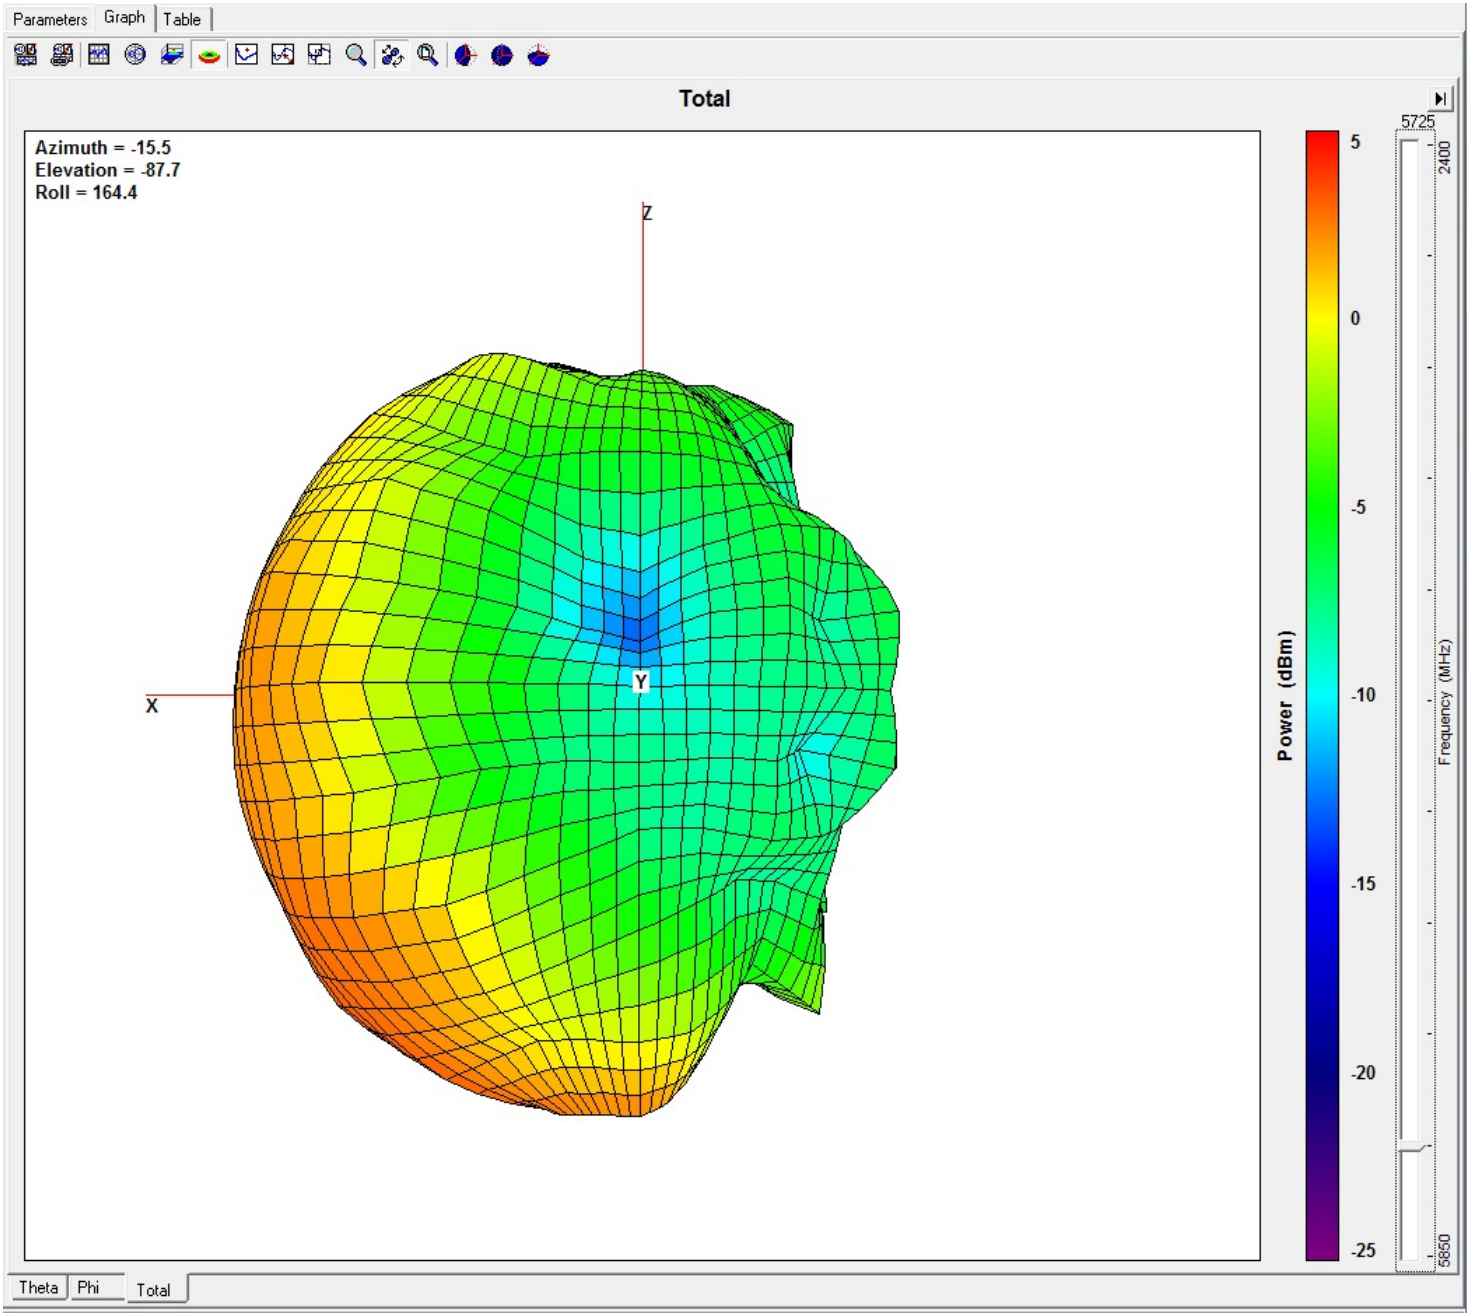 Parameters Graph Table
Total
5725
Azimuth = -15.5
Elevation = -87.7
Roll = 164.4
Z
X
Y
5
0
-5
-10
-15
-20
-25
Power (dBm)
2400
Frequency (MHz)
5850
Theta Phi Total